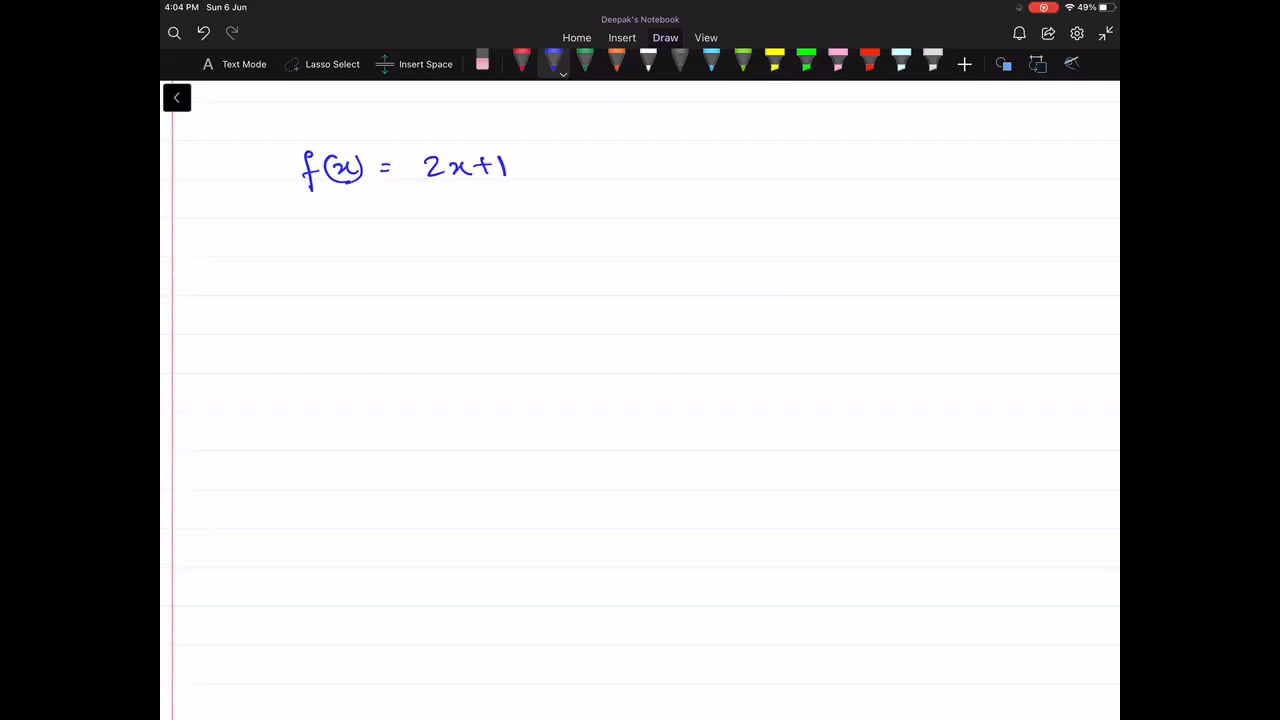 4:04 PM Sun 6 Jun 49%
Deepak's Notebook
Home Insert Draw View
A Text Mode Lasso Select Insert Space
f(x) = 2x+1